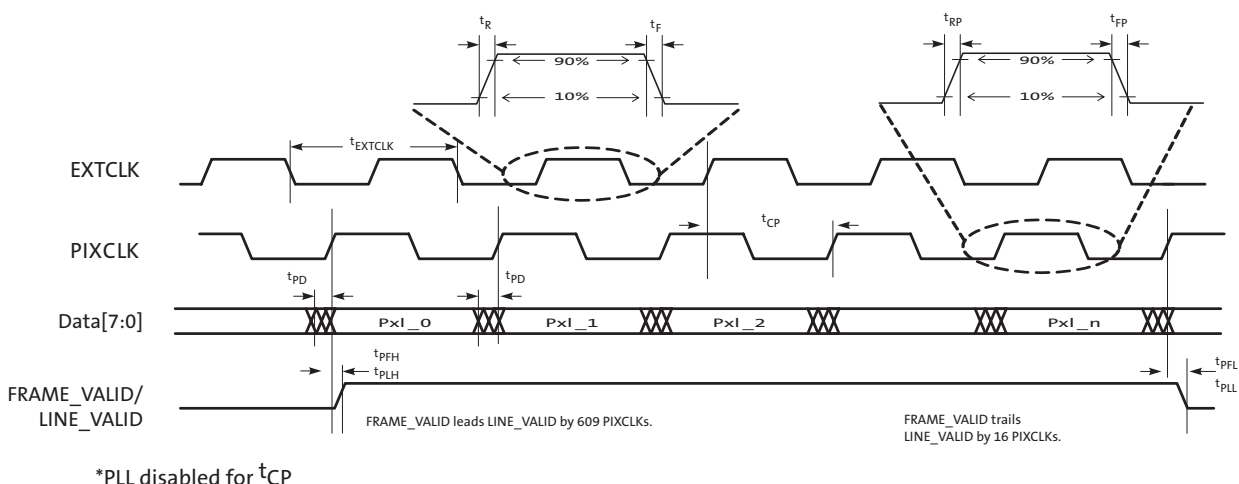 tR
tF
tRP
tFP
90%
90%
10%
10%
tEXTCLK
EXTCLK
tCP
PIXCLK
tPD
tPD
Data[7:0]
Pxl_0
Pxl_1
Pxl_2
Pxl_n
tPFH
tPLH
tPFL
tPLL
FRAME_VALID/
LINE_VALID
FRAME_VALID leads LINE_VALID by 609 PIXCLKs.
FRAME_VALID trails
LINE_VALID by 16 PIXCLKs.
*PLL disabled for tCP